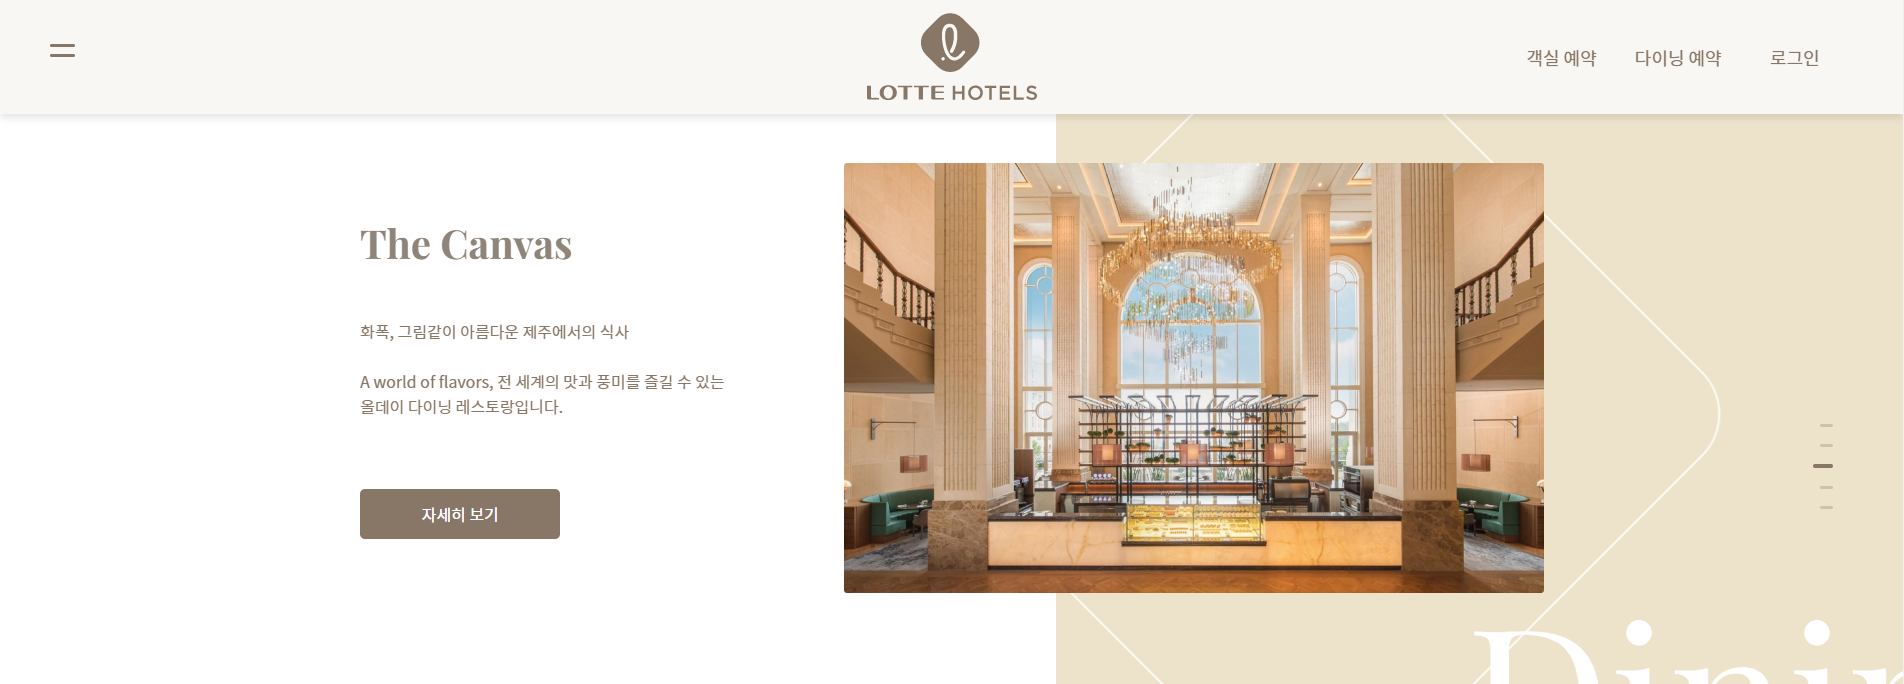 LOTTE HOTELS
객실 예약 다이닝 예약 로그인
The Canvas
화폭, 그림같이 아름다운 제주에서의 식사
A world of flavors, 전 세계의 맛과 풍미를 즐길 수 있는
올데이 다이닝 레스토랑입니다.
자세히 보기